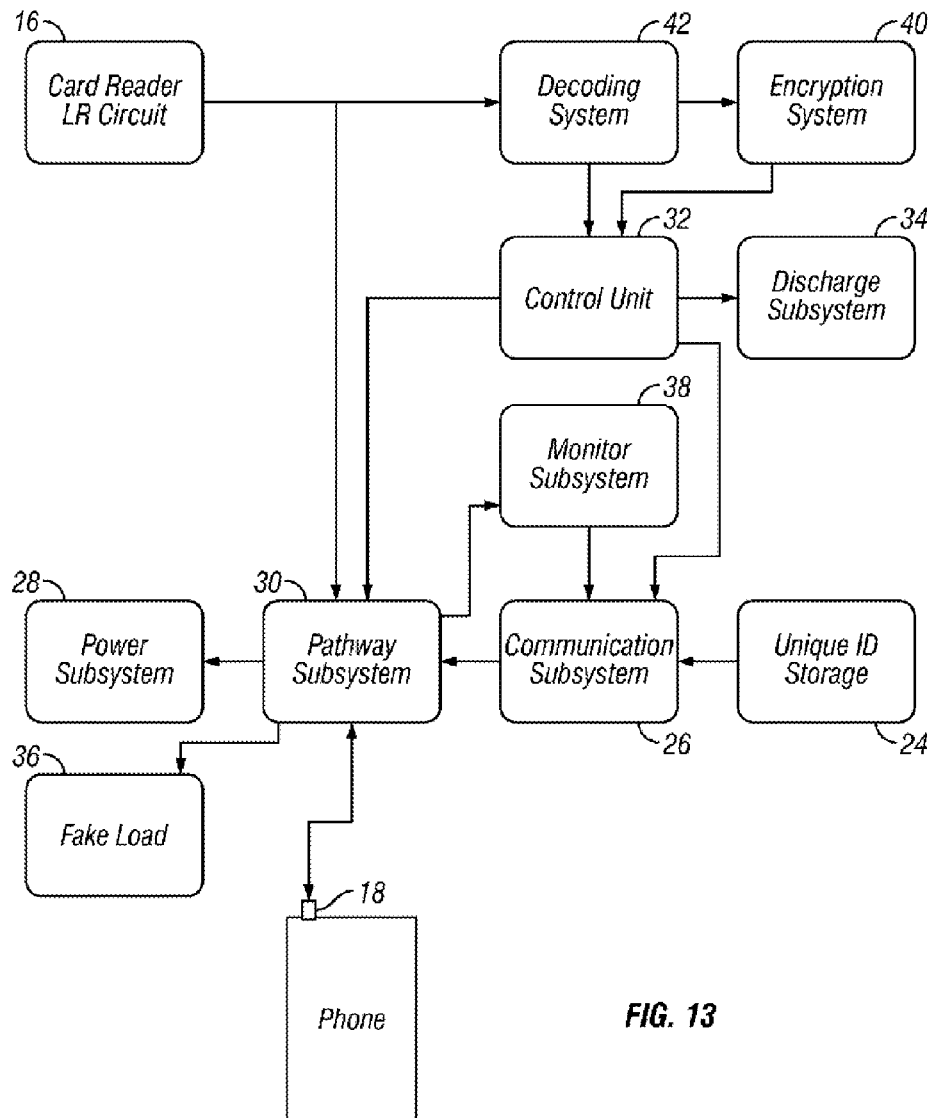 16
42
40
Card Reader
LR Circuit
Decoding
System
Encryption
System
32
34
Control Unit
Discharge
Subsystem
38
Monitor
Subsystem
28
30
Power
Subsystem
Pathway
Subsystem
Communication
Subsystem
Unique ID
Storage
26
24
36
Fake Load
18
Phone
FIG. 13